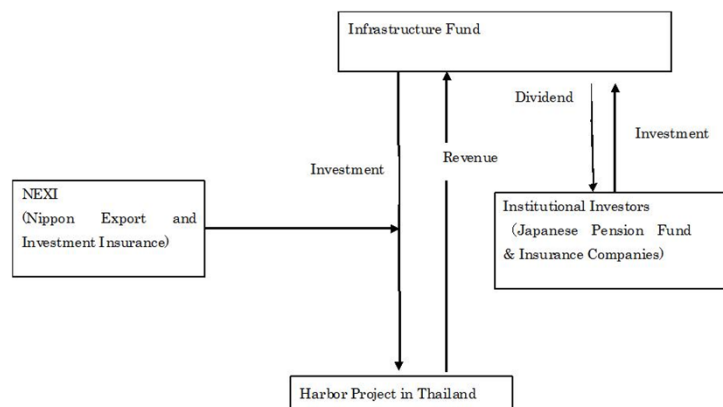 Infrastructure Fund
Dividend
Investment
Revenue
Investment
NEXI
(Nippon Export and
Investment Insurance)
Institutional Investors
(Japanese Pension Fund
& Insurance Companies)
Harbor Project in Thailand